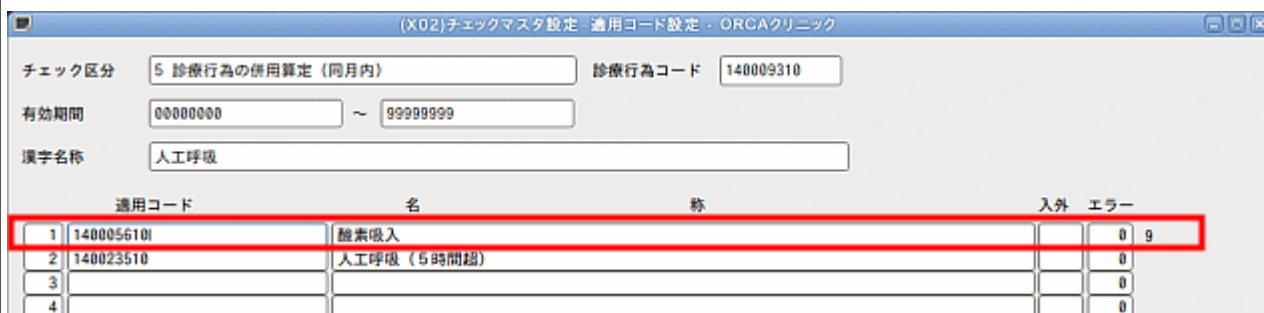 (X02)チェックマスタ設定-適用コード設定 - ORCAクリニック
チェック区分 5 診療行為の併用算定(同月内) 診療行為コード 140009310
有効期間 00000000 ～ 99999999
漢字名称 人工呼吸
適用コード 名 称 入外 エラー
1 140005610 酸素吸入 0 9
2 140023510 人工呼吸(5時間超) 0
3 0
4 0